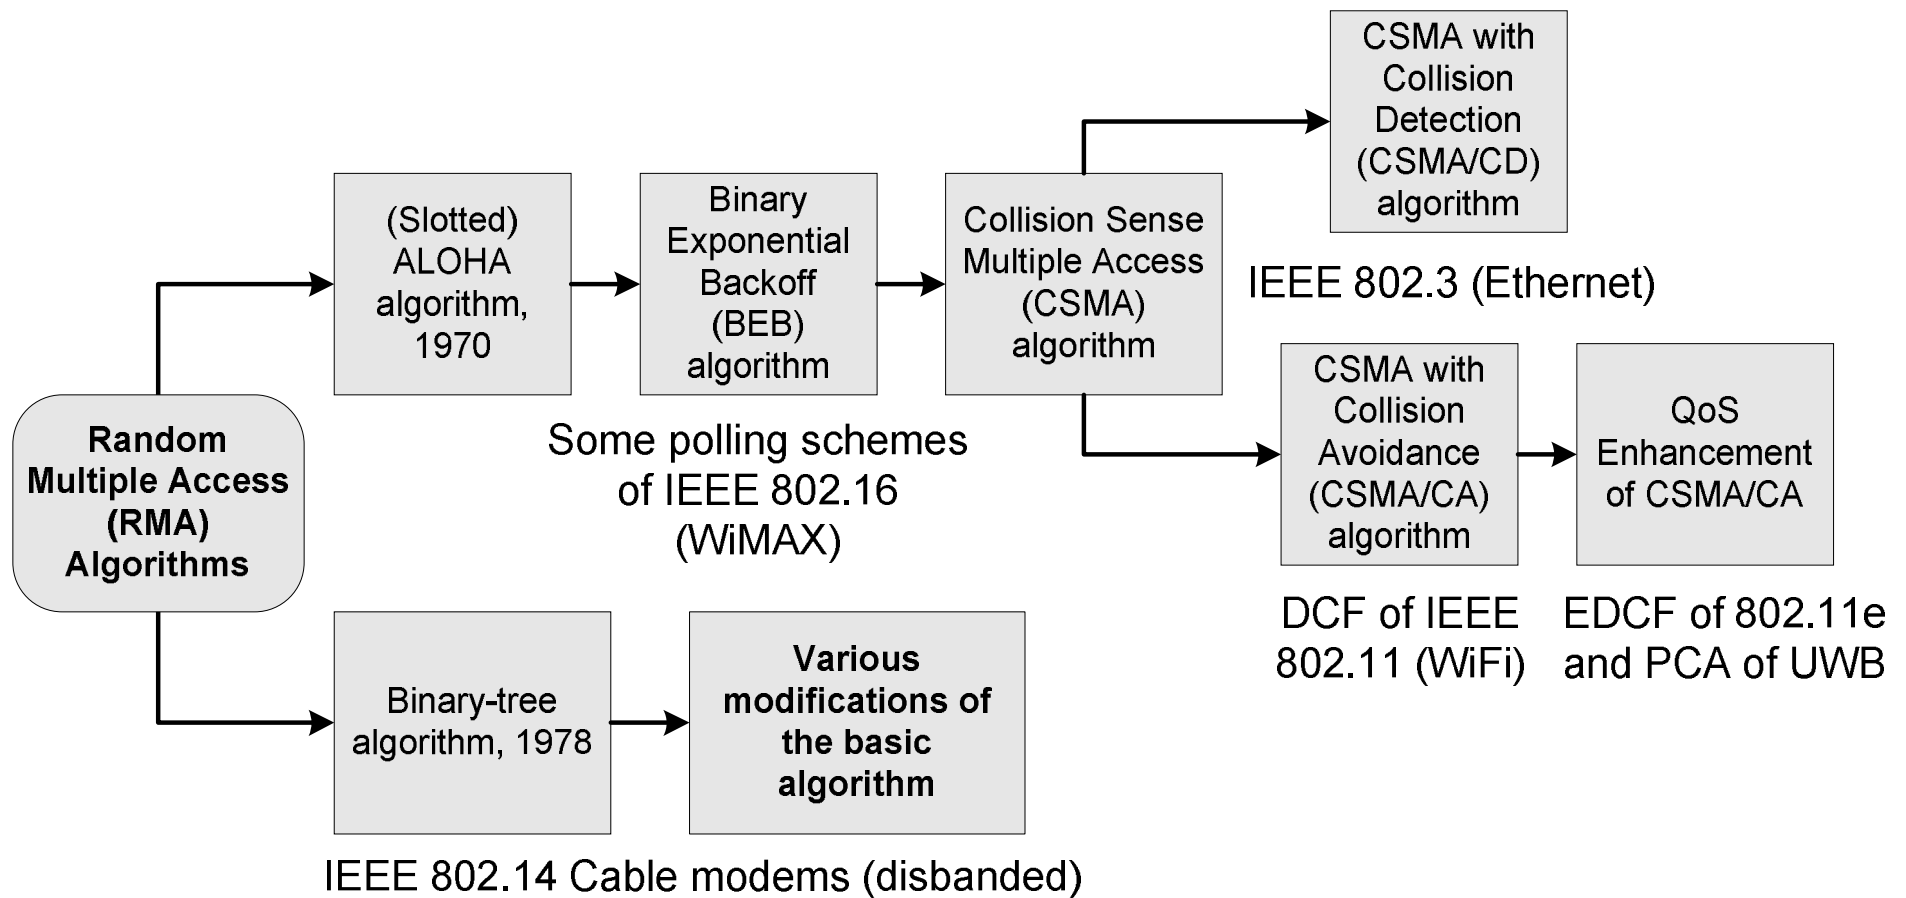 Random
Multiple Access
(RMA)
Algorithms
(Slotted)
ALOHA
algorithm,
1970
Binary
Exponential
Backoff
(BEB)
algorithm
Some polling schemes
of IEEE 802.16
(WiMAX)
Collision Sense
Multiple Access
(CSMA)
algorithm
CSMA with
Collision
Detection
(CSMA/CD)
algorithm
IEEE 802.3 (Ethernet)
CSMA with
Collision
Avoidance
(CSMA/CA)
algorithm
DCF of IEEE
802.11 (WiFi)
QoS
Enhancement
of CSMA/CA
EDCF of 802.11e
and PCA of UWB
Binary-tree
algorithm, 1978
Various
modifications of
the basic
algorithm
IEEE 802.14 Cable modems (disbanded)